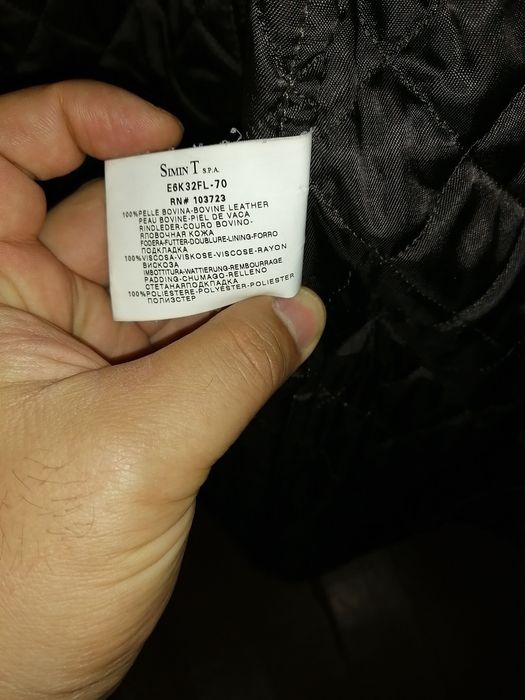 SIMIN T S.P.A.
E6K32FL-70
RN# 103723
100%PELLE BOVINA-BOVINE LEATHER
PEAU BOVINE-PIEL DE VACA
RINDLEDER-COURO BOVINO-
ЯЛОВОЧНАЯ КОЖА
FODERA-FUTTER-DOUBLURE-LINING-FORRO
ПОДКЛАДКА
100%VISCOSA-VISKOSE-VISCOSE-RAYON
ВИСКОЗА
IMBOTTITURA-WATTIERUNG-REMBOURRAGE
PADDING-CHUMAGO-RELLENO
СТЕГАНАЯПОДКЛАДКА
100%POLIESTERE-POLYESTER-POLIESTER
ПОЛИЭСТЕР